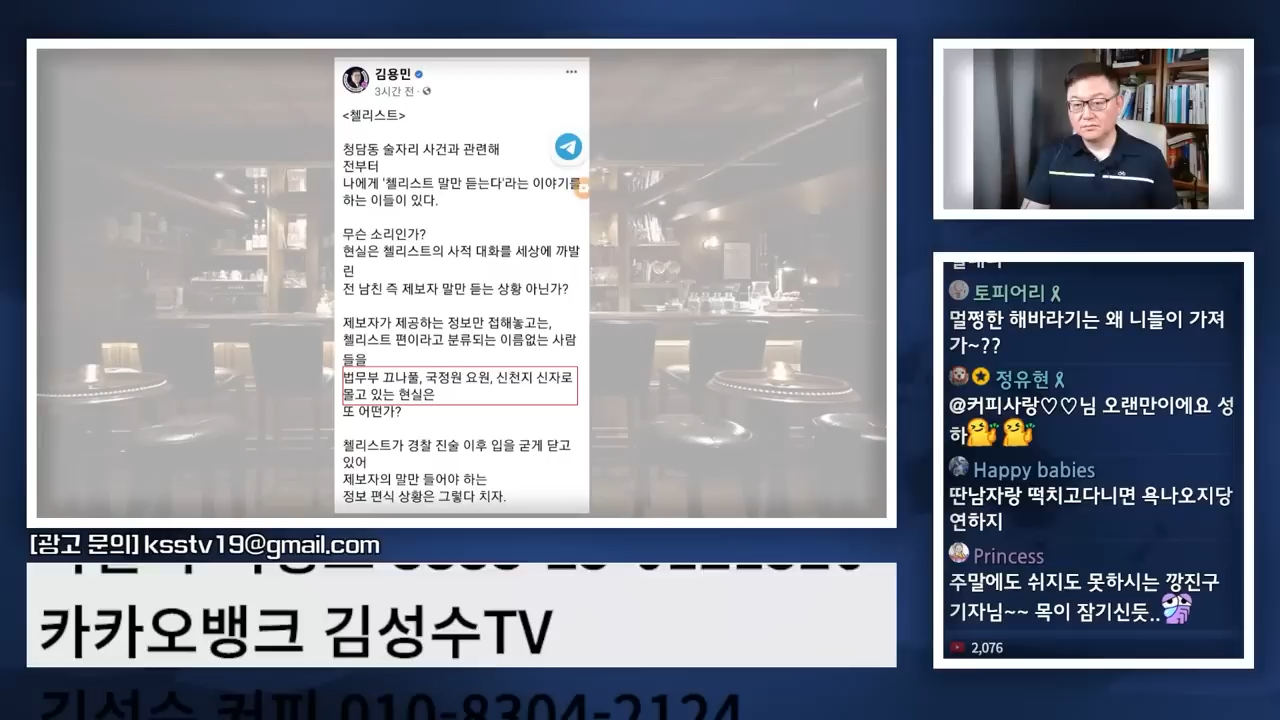 김용민
3시간 전 ·
<첼리스트>
청담동 술자리 사건과 관련해
전부터
나에게 '첼리스트 말만 듣는다'라는 이야기를
하는 이들이 있다.
무슨 소리인가?
현실은 첼리스트의 사적 대화를 세상에 까발
린
전 남친 즉 제보자 말만 듣는 상황 아닌가?
제보자가 제공하는 정보만 접해놓고는,
첼리스트 편이라고 분류되는 이름없는 사람
들을
법무부 끄나풀, 국정원 요원, 신천지 신자로
몰고 있는 현실은
또 어떤가?
첼리스트가 경찰 진술 이후 입을 굳게 닫고
있어
제보자의 말만 들어야 하는
정보 편식 상황은 그렇다 치자.
토피어리
멀쩡한 해바라기는 왜 니들이 가져
가~??
정유현
@커피사랑♡♡님 오랜만이에요 성
하
Happy babies
딴남자랑 떡치고다니면 욕나오지당
연하지
Princess
주말에도 쉬지도 못하시는 깡진구
기자님~~ 목이 잠기신듯..
2,076
[광고 문의] ksstv19@gmail.com
카카오뱅크 김성수TV
김성수 커피 010-8304-2124